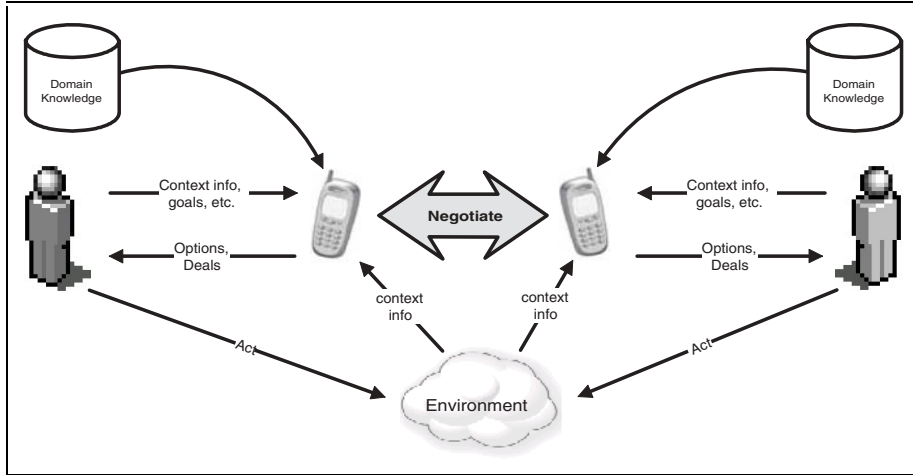 Domain
Knowledge
Domain
Knowledge
Context info,
goals, etc.
Negotiate
Context info,
goals, etc.
Options,
Deals
Options,
Deals
context
info
context
info
Act
Act
Environment